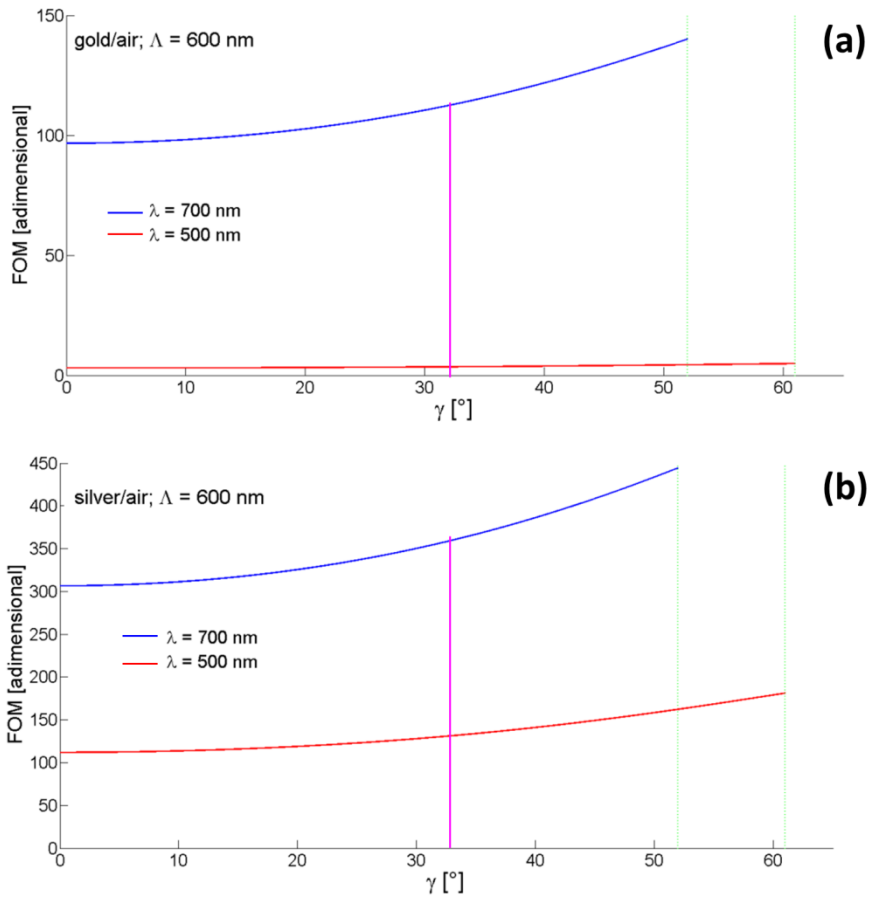 150
gold/air; Λ = 600 nm
(a)
100
FOM [adimensional]
λ = 700 nm
λ = 500 nm
50
0
0 10 20 30 40 50 60
γ [°]
450
silver/air; Λ = 600 nm
(b)
400
350
300
FOM [adimensional]
250
λ = 700 nm
λ = 500 nm
200
150
100
50
0
0 10 20 30 40 50 60
γ [°]